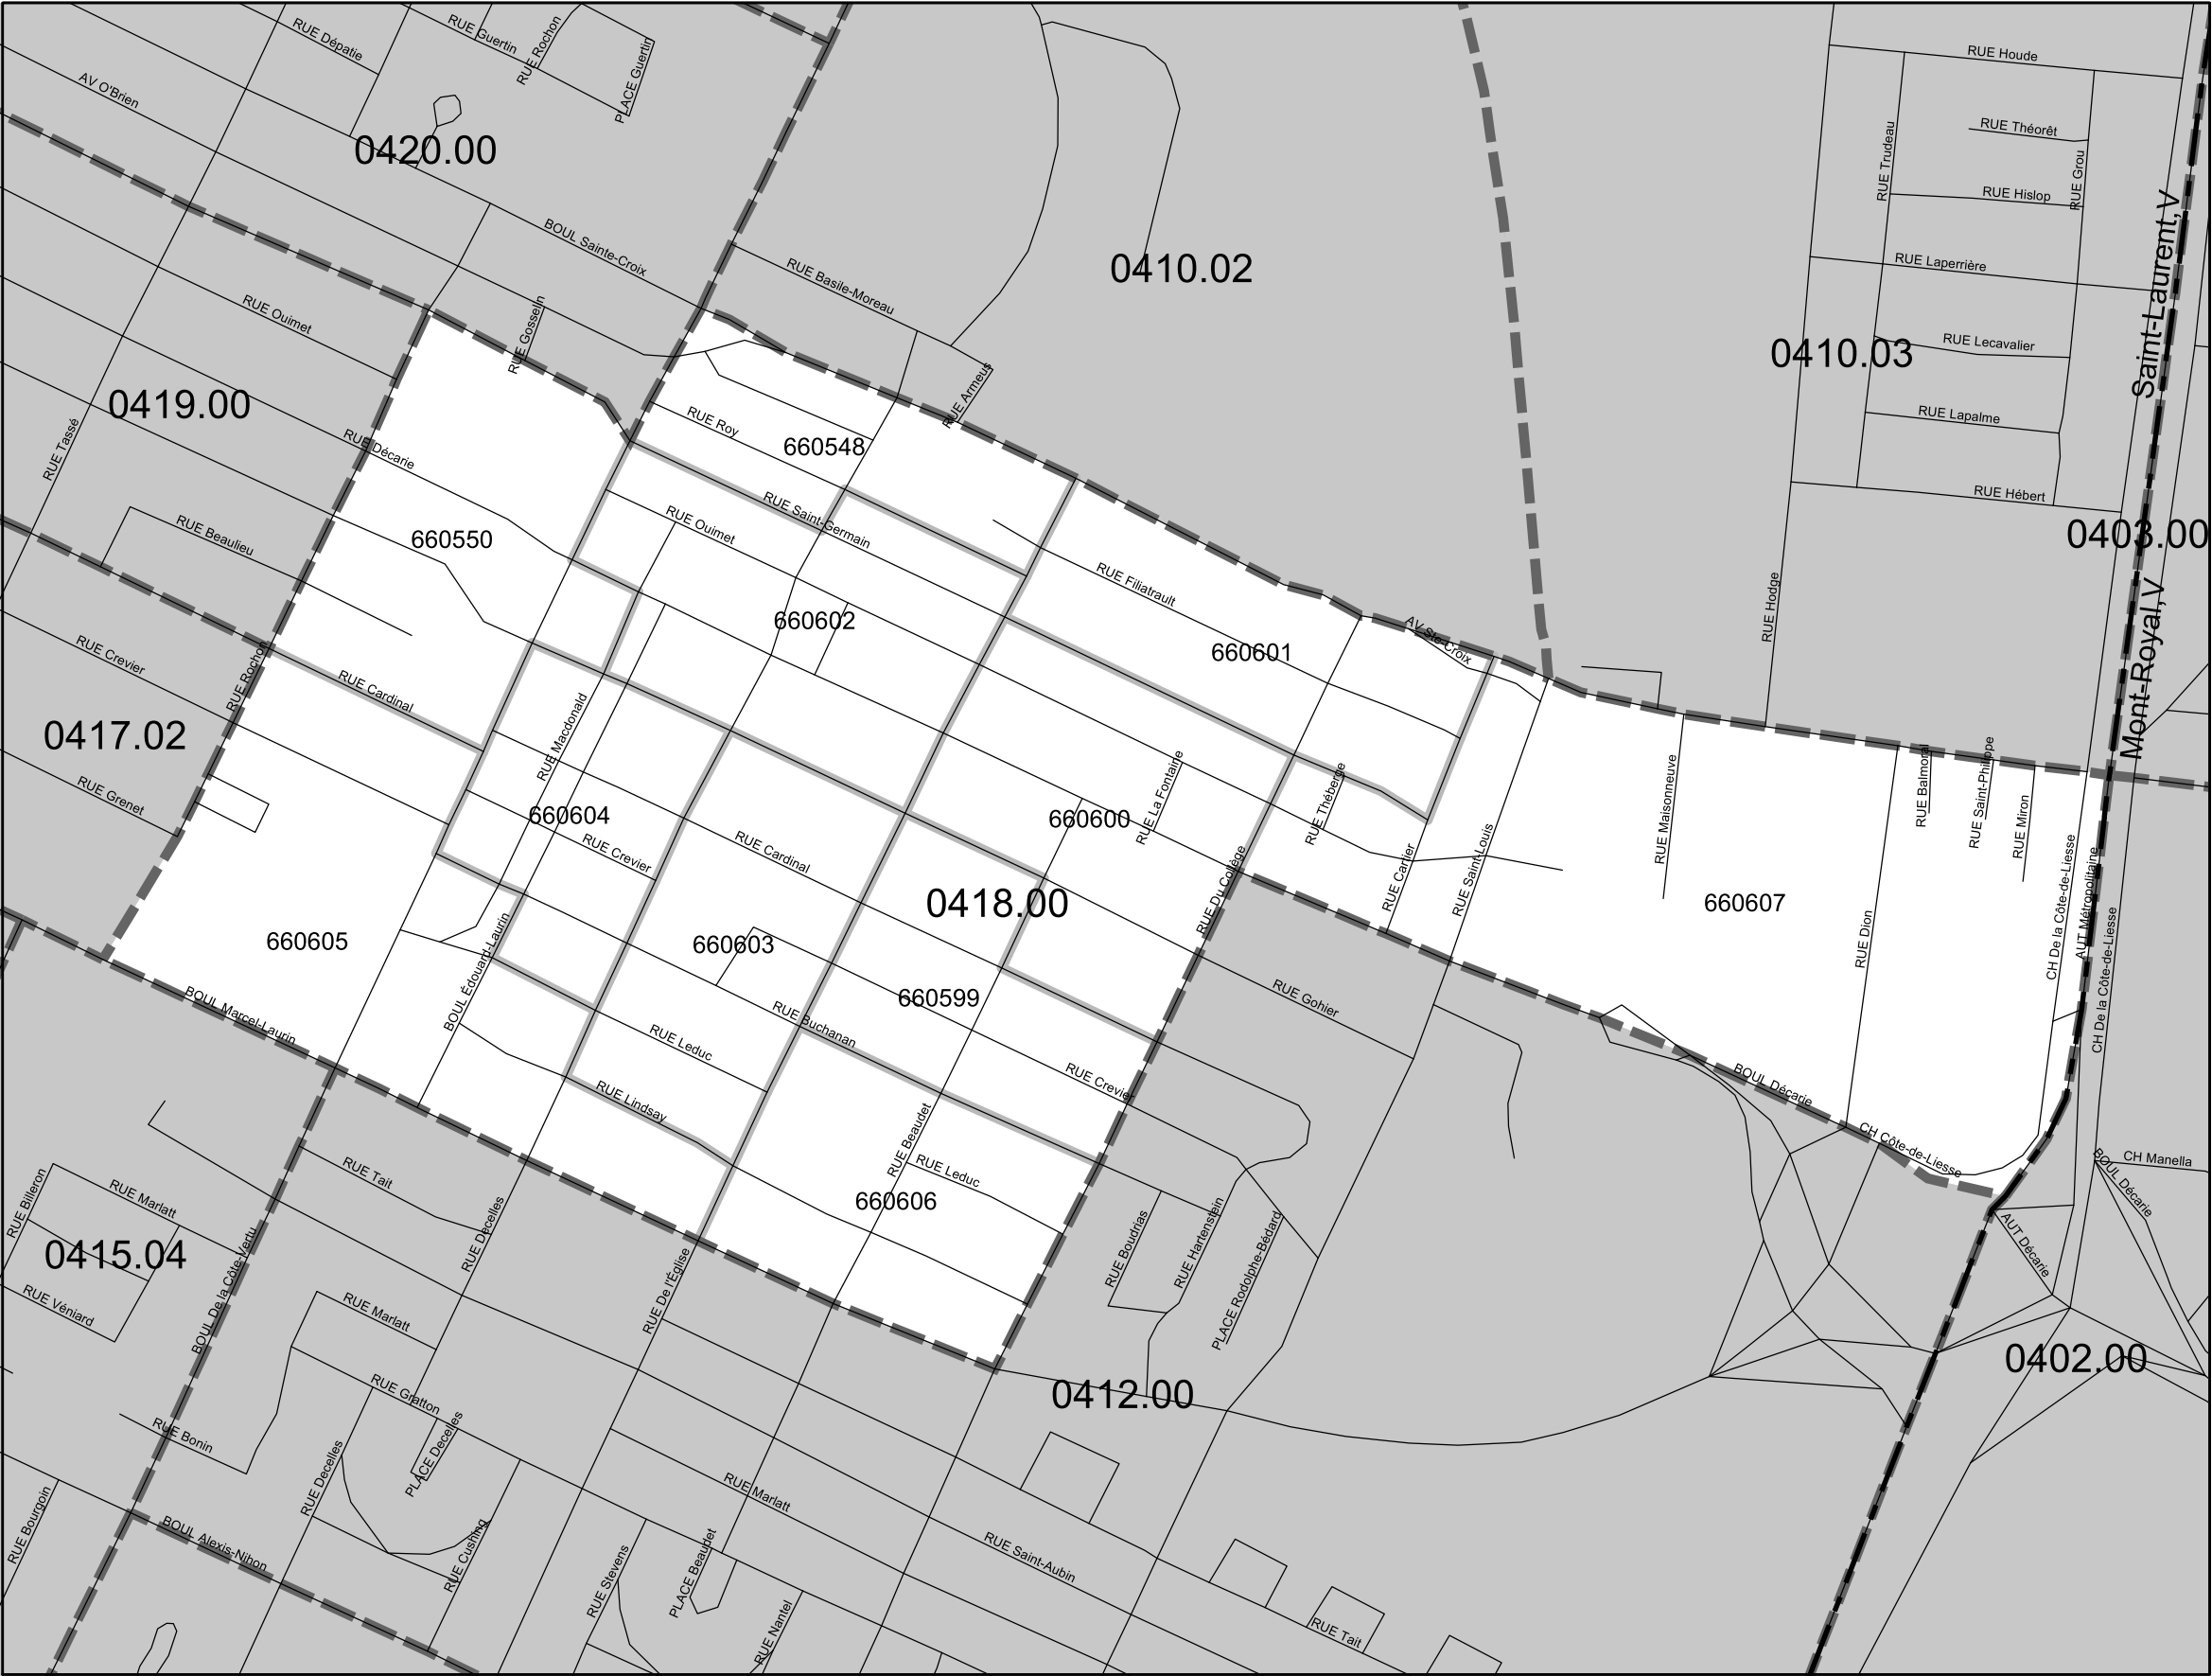 RUE Dépatie
RUE Guertin
RUE Rochon
PLACE Guertin
RUE Houde
AV O'Brien
RUE Théorêt
0420.00
RUE Trudeau
RUE Grou
RUE Hislop
BOUL Sainte-Croix
RUE Basile-Moreau
0410.02
RUE Laperrière
Saint-Laurent,V
RUE Ouimet
RUE Gosselin
RUE Lecavalier
0410.03
0419.00
RUE Armeus
RUE Lapalme
RUE Tassé
RUE Décarie
RUE Roy
660548
RUE Hébert
RUE Beaulieu
660550
RUE Ouimet
RUE Saint-Germain
0403.00
RUE Filiatrault
RUE Hodge
660602
AV Ste-Croix
660601
Mont-Royal,V
RUE Crevier
RUE Rochon
RUE Cardinal
0417.02
RUE Macdonald
RUE La Fontaine
RUE Théberge
RUE Maisonneuve
RUE Balmoral
RUE Saint-Philippe
RUE Miron
RUE Grenet
660604
RUE Crevier
RUE Cardinal
660600
RUE Du Collège
RUE Cartier
RUE Saint-Louis
660607
CH De la Côte-de-Liesse
AUT Métropolitaine
CH De la Côte-de-Liesse
0418.00
660605
BOUL Édouard-Laurin
660603
RUE Dion
660599
RUE Gohier
BOUL Marcel-Laurin
RUE Leduc
RUE Buchanan
RUE Crevier
BOUL Décarie
RUE Lindsay
RUE Beaudet
CH Côte-de-Liesse
CH Manella
BOUL Décarie
RUE Tait
RUE Leduc
RUE Billeron
RUE Marlatt
660606
RUE Decelles
RUE Boudrias
RUE Hartenstein
PLACE Rodolphe-Bédard
AUT Décarie
0415.04
BOUL De la Côte-Vertu
RUE De l'Église
RUE Véniard
RUE Marlatt
0402.00
0412.00
RUE Gratton
RUE Bonin
PLACE Decelles
RUE Decelles
RUE Marlatt
RUE Bourgoin
BOUL Alexis-Nihon
RUE Cushing
RUE Stevens
PLACE Beaudet
RUE Saint-Aubin
RUE Nantel
RUE Tait